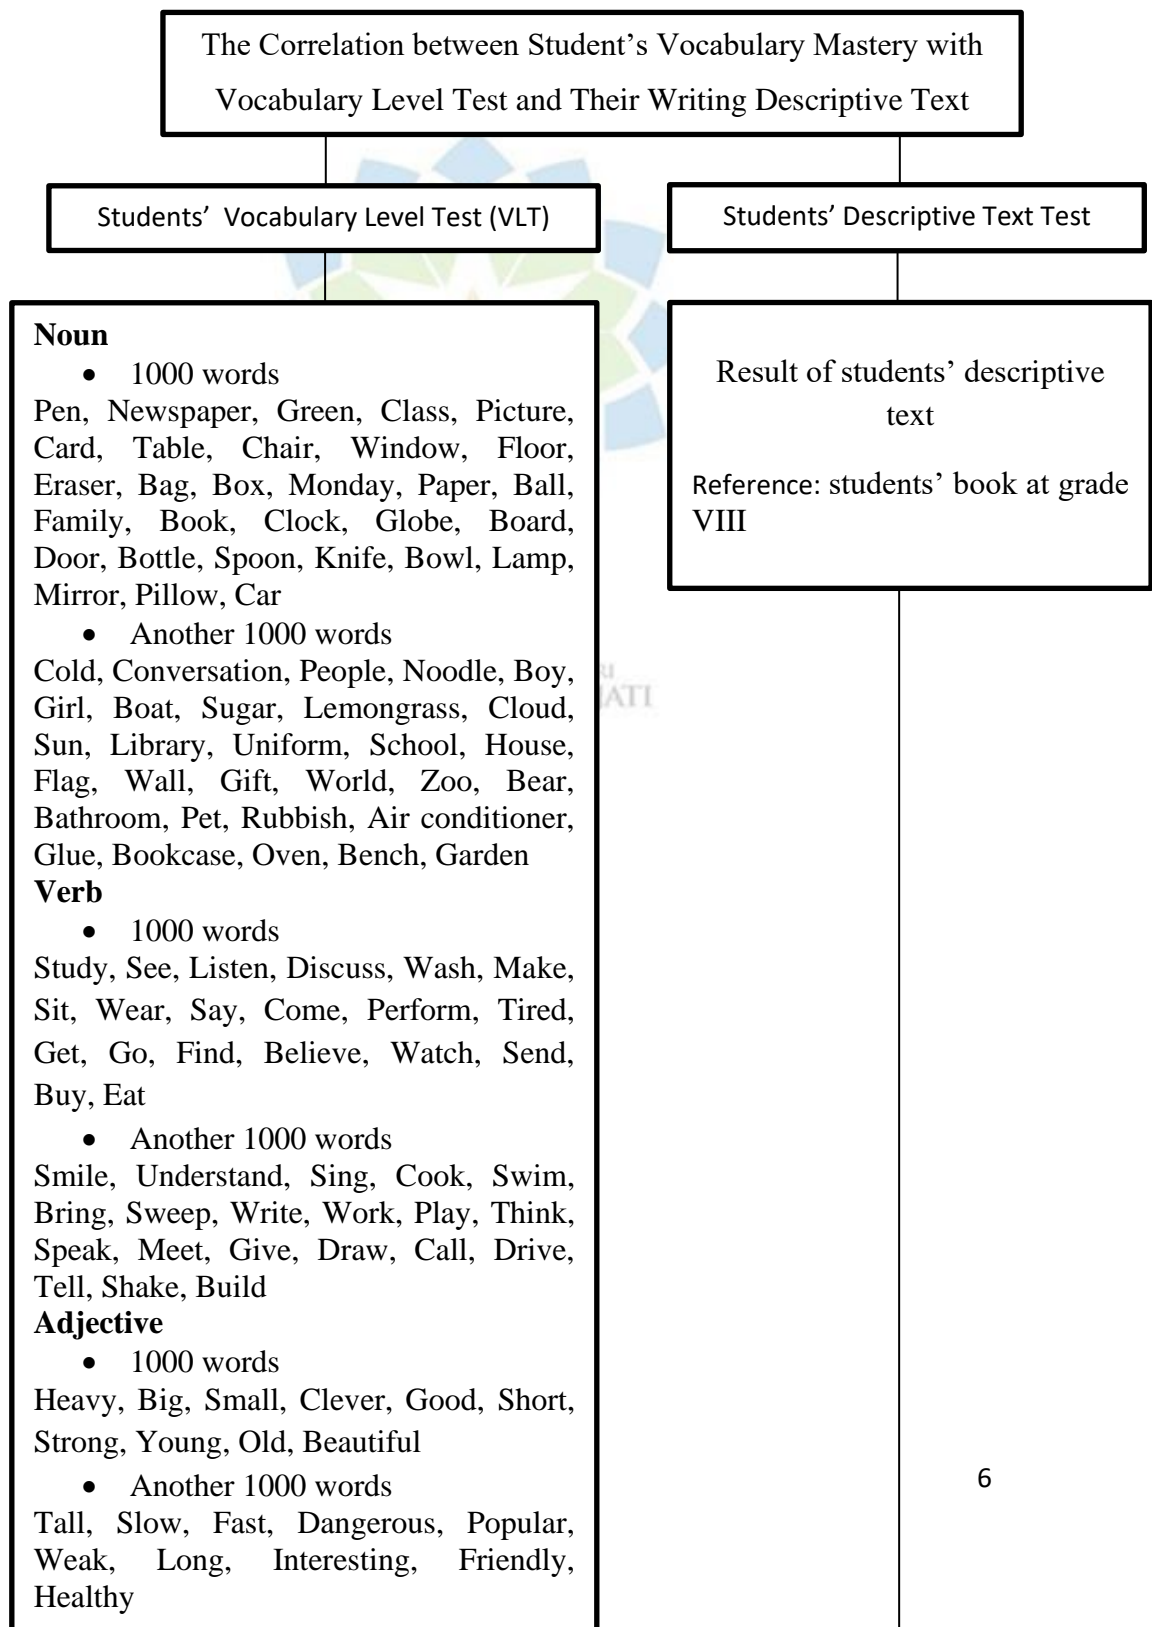 The Correlation between Student’s Vocabulary Mastery with
Vocabulary Level Test and Their Writing Descriptive Text
Students’ Vocabulary Level Test (VLT)
Students’ Descriptive Text Test
Noun
• 1000 words
Pen, Newspaper, Green, Class, Picture,
Card, Table, Chair, Window, Floor,
Eraser, Bag, Box, Monday, Paper, Ball,
Family, Book, Clock, Globe, Board,
Door, Bottle, Spoon, Knife, Bowl, Lamp,
Mirror, Pillow, Car
• Another 1000 words
Cold, Conversation, People, Noodle, Boy,
Girl, Boat, Sugar, Lemongrass, Cloud,
Sun, Library, Uniform, School, House,
Flag, Wall, Gift, World, Zoo, Bear,
Bathroom, Pet, Rubbish, Air conditioner,
Glue, Bookcase, Oven, Bench, Garden
Verb
• 1000 words
Study, See, Listen, Discuss, Wash, Make,
Sit, Wear, Say, Come, Perform, Tired,
Get, Go, Find, Believe, Watch, Send,
Buy, Eat
• Another 1000 words
Smile, Understand, Sing, Cook, Swim,
Bring, Sweep, Write, Work, Play, Think,
Speak, Meet, Give, Draw, Call, Drive,
Tell, Shake, Build
Adjective
• 1000 words
Heavy, Big, Small, Clever, Good, Short,
Strong, Young, Old, Beautiful
• Another 1000 words
Tall, Slow, Fast, Dangerous, Popular,
Weak, Long, Interesting, Friendly,
Healthy
Result of students’ descriptive
text
Reference: students’ book at grade
VIII
6